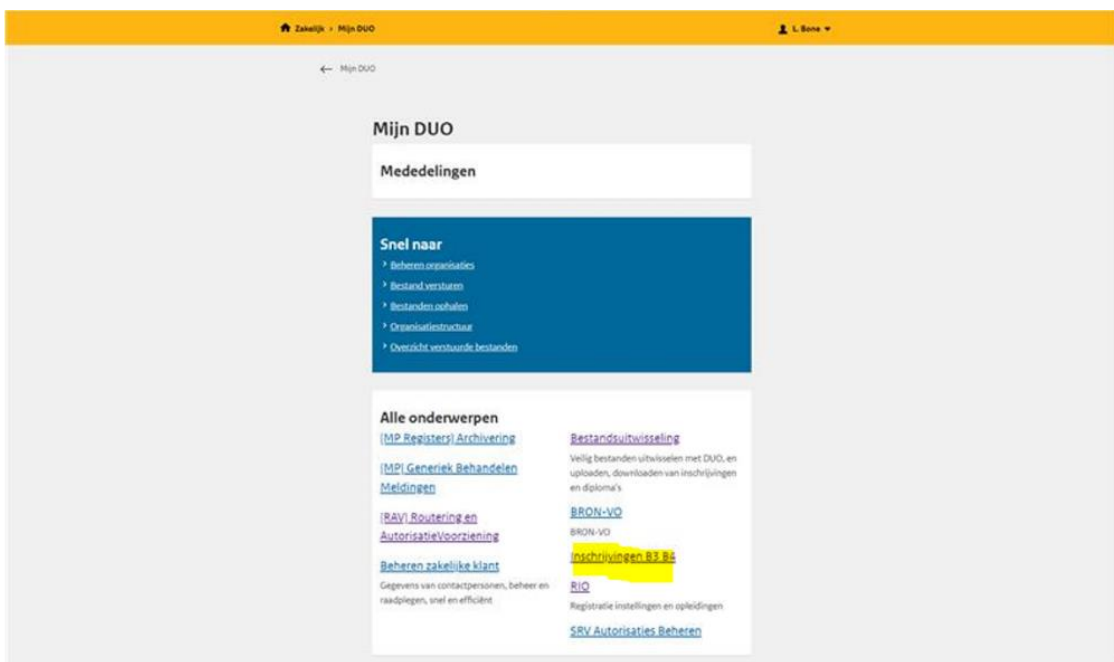 Zakelijk › Mijn DUO
L. Bone
← Mijn DUO
Mijn DUO
Mededelingen
Snel naar
› Beheren organisaties
› Bestand versturen
› Bestanden ophalen
› Organisatiestructuur
› Overzicht verstuurde bestanden
Alle onderwerpen
[MP Registers] Archivering
[MP] Generiek Behandelen
Meldingen
[RAV] Routering en
AutorisatieVoorziening
Beheren zakelijke klant
Gegevens van contactpersonen, beheer en
raadplegen, snel en efficiënt
Bestandsuitwisseling
Veilig bestanden uitwisselen met DUO, en
uploaden, downloaden van inschrijvingen
en diploma's
BRON-VO
BRON-VO
Inschrijvingen B3 B4
RIO
Registratie instellingen en opleidingen
SRV Autorisaties Beheren